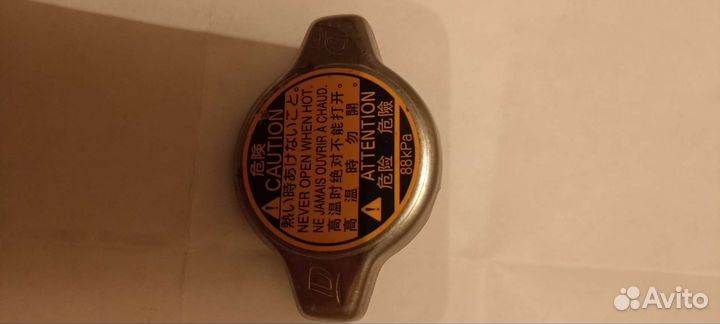 危険
⚠ CAUTION
熱い時あけないこと。
NEVER OPEN WHEN HOT.
NE JAMAIS OUVRIR À CHAUD.
高温时绝对不能打开。
高溫時勿開。
⚠ ATTENTION
危险 危險
88kPa
Avito